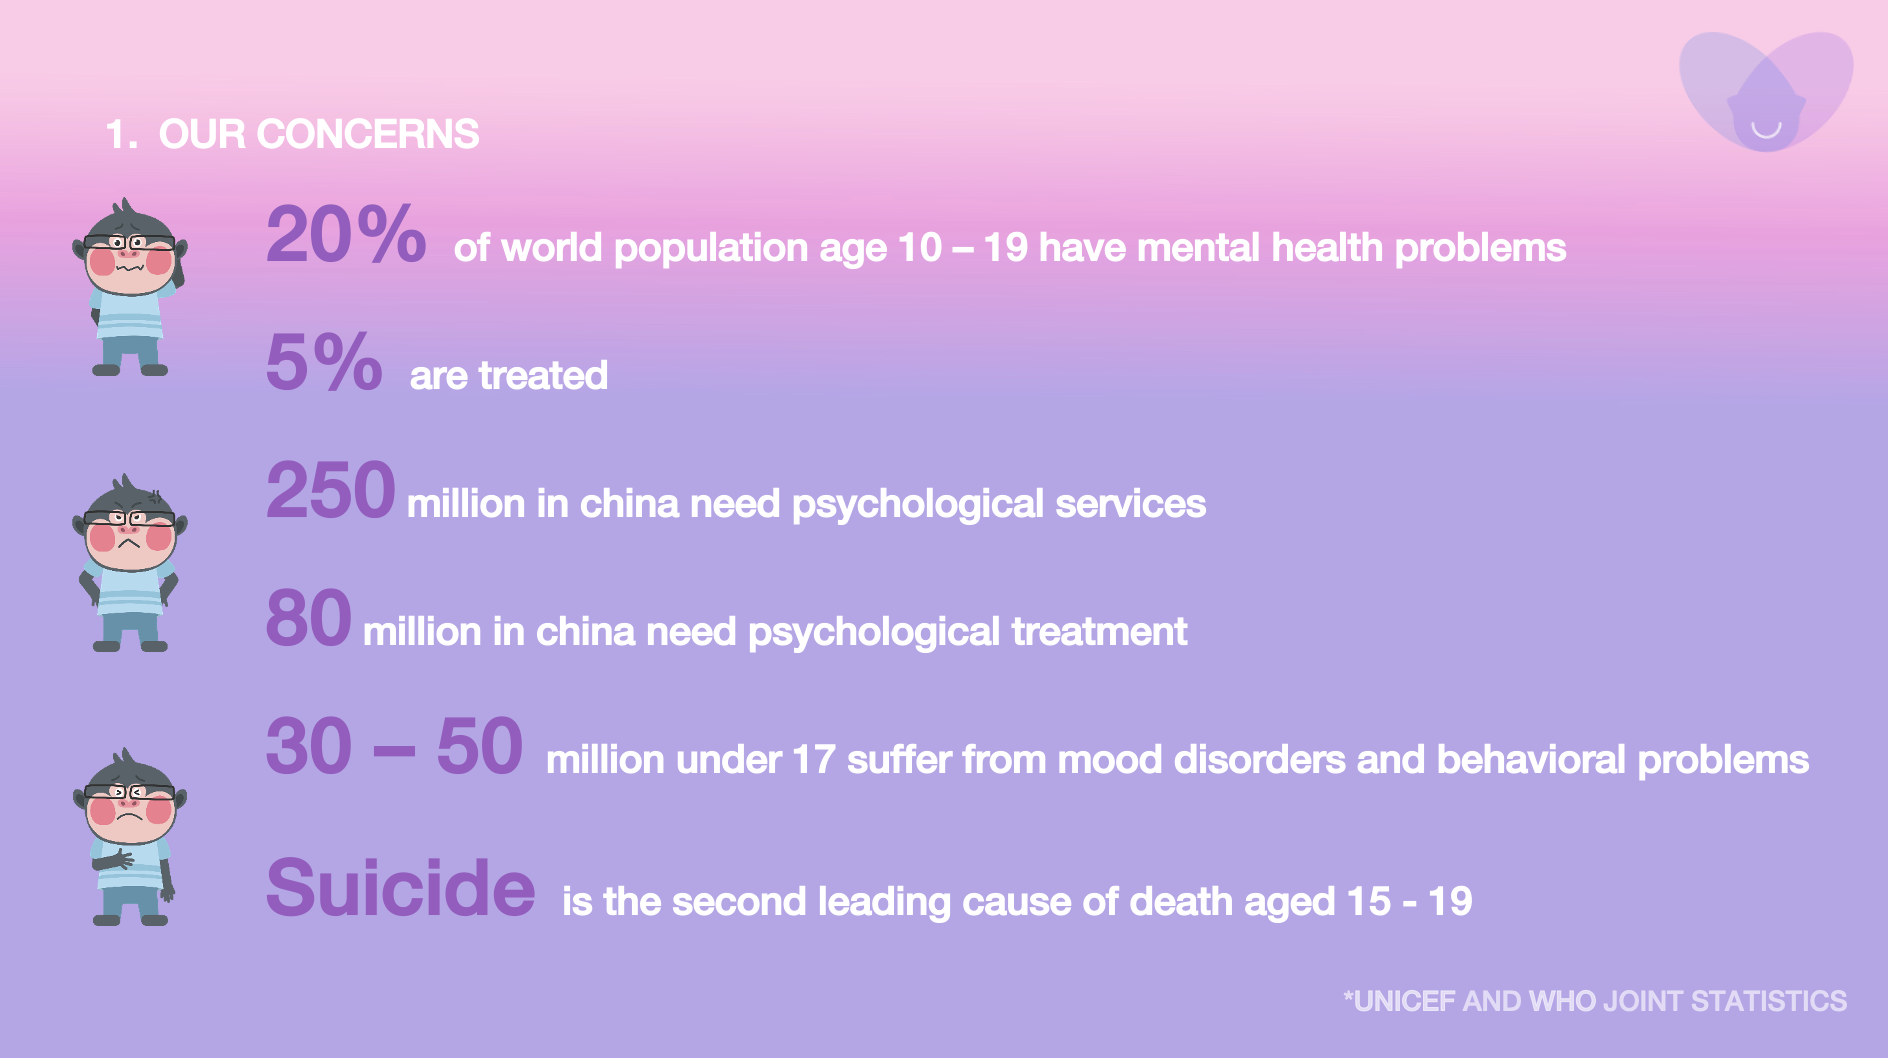 1. OUR CONCERNS
20% of world population age 10 – 19 have mental health problems
5% are treated
250 million in china need psychological services
80 million in china need psychological treatment
30 – 50 million under 17 suffer from mood disorders and behavioral problems
Suicide is the second leading cause of death aged 15 - 19
*UNICEF AND WHO JOINT STATISTICS